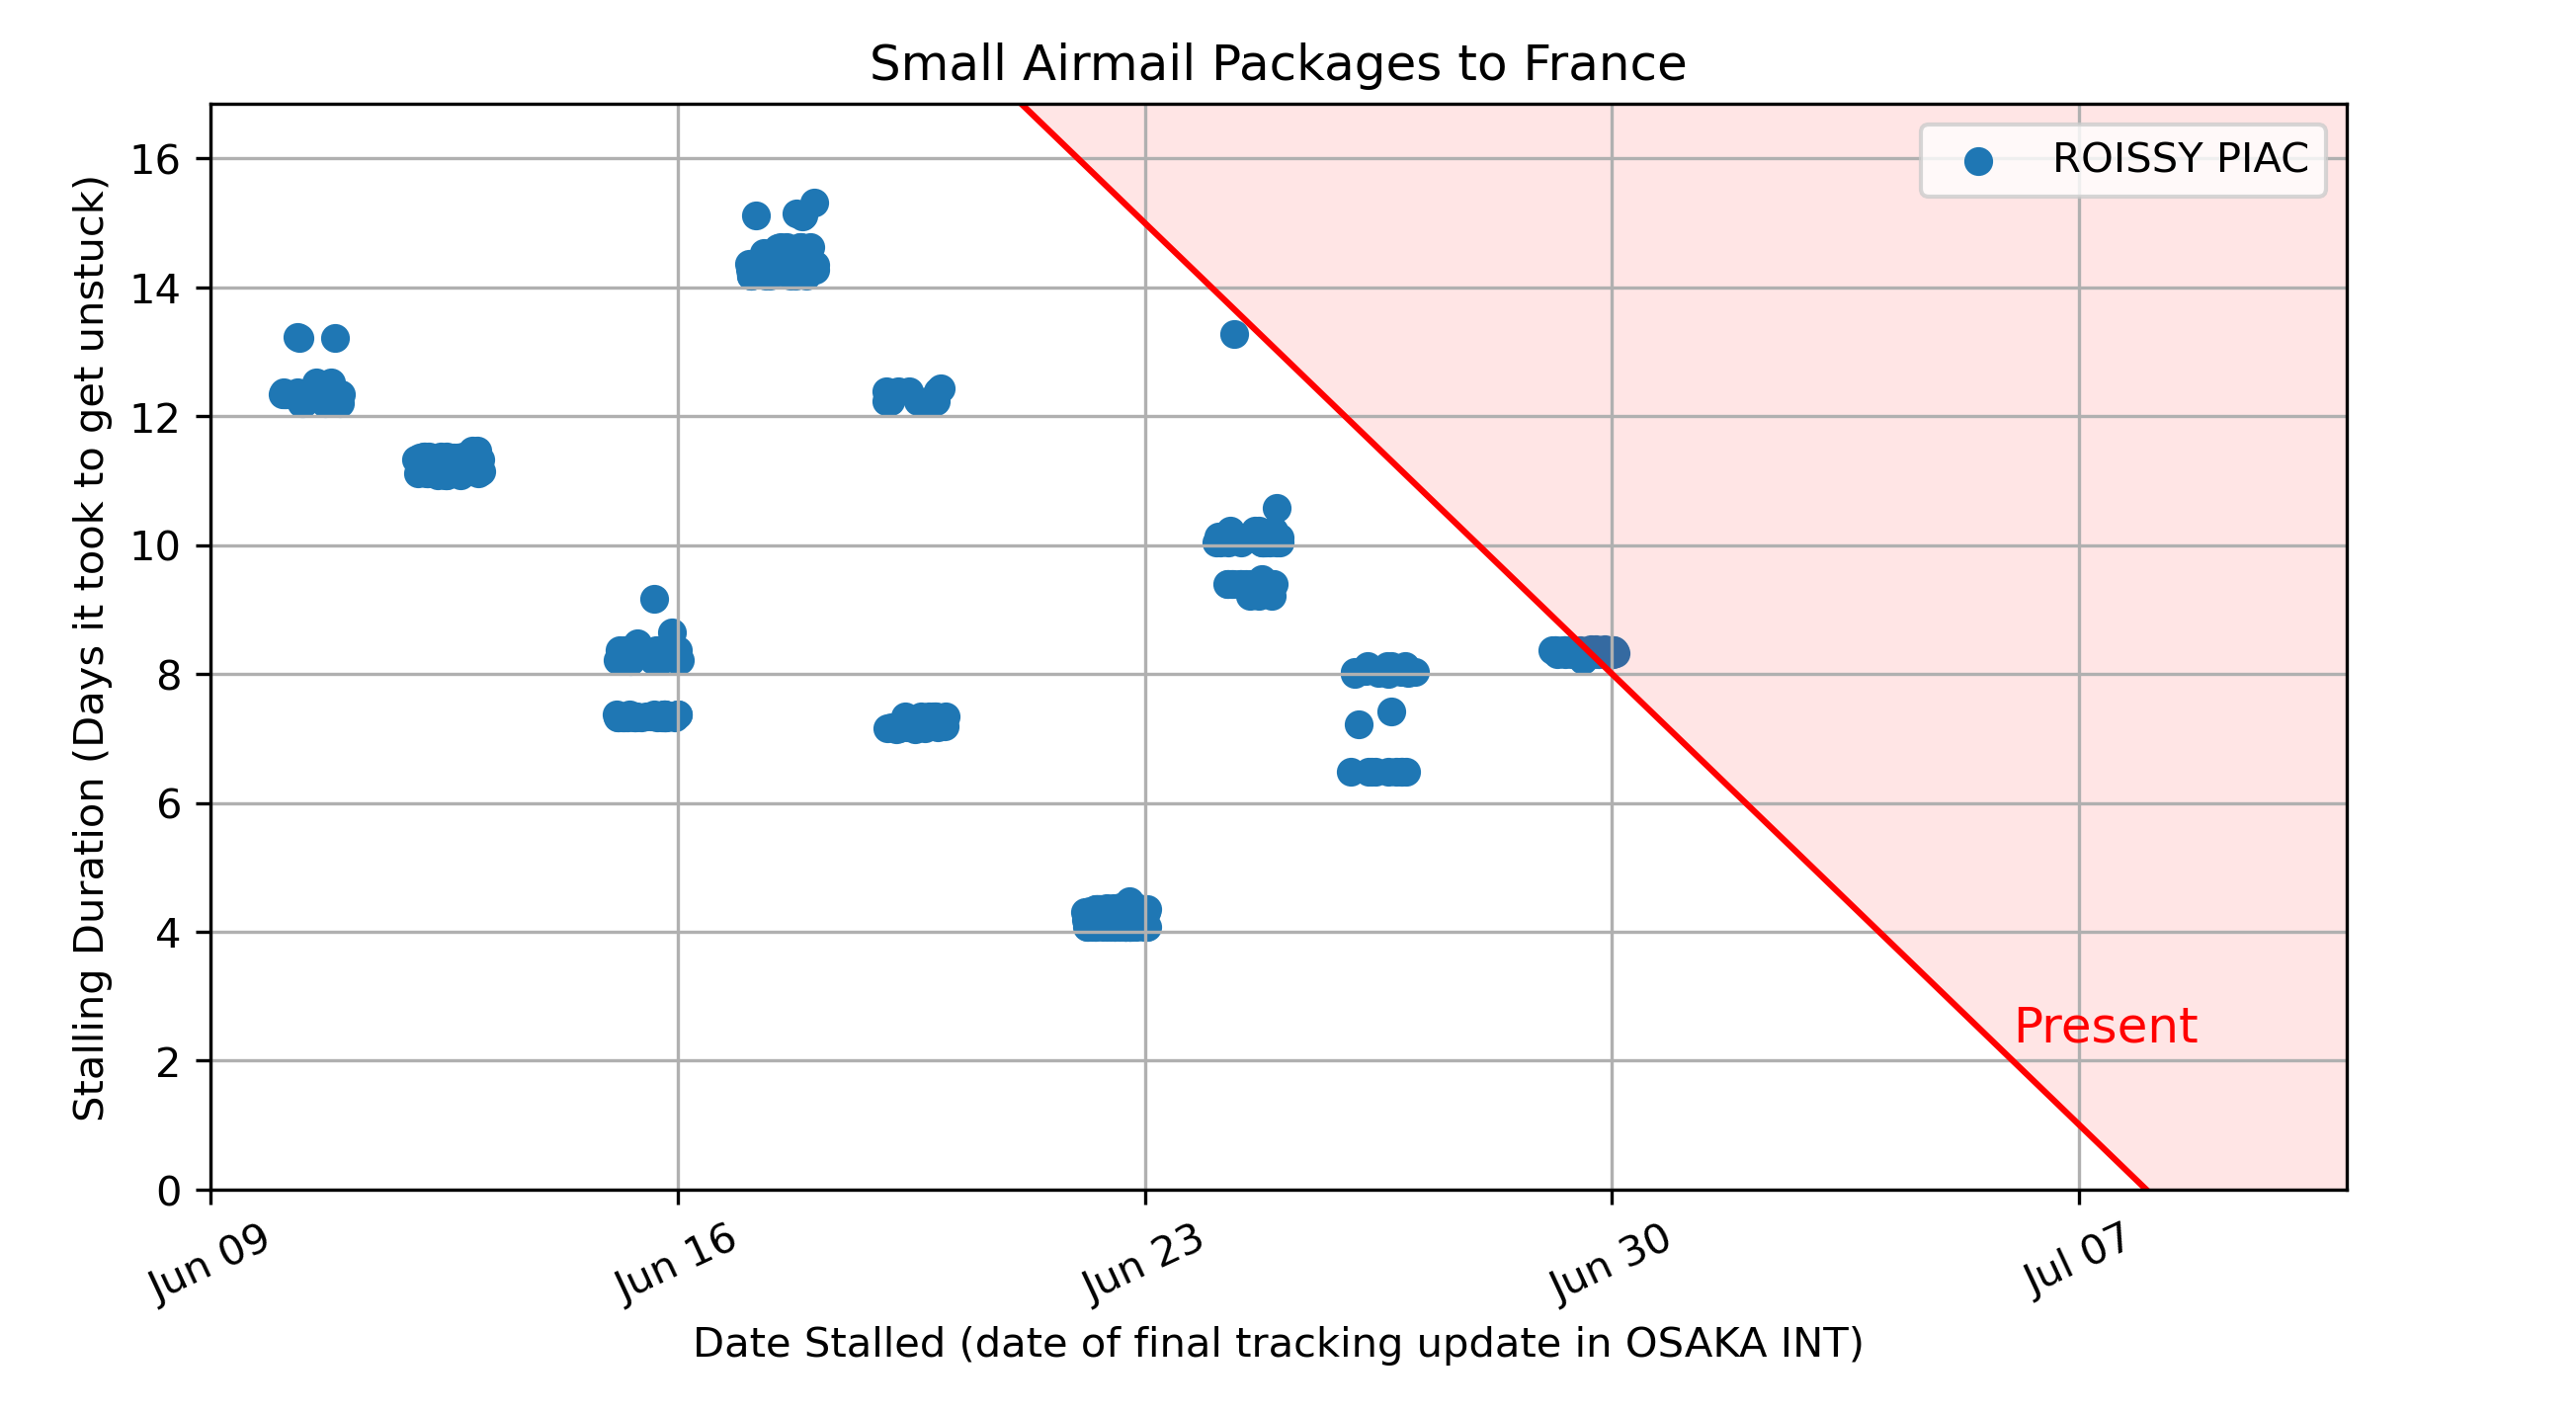 Small Airmail Packages to France
Stalling Duration (Days it took to get unstuck)
16
14
12
10
8
6
4
2
0
ROISSY PIAC
Present
Jun 09
Jun 16
Jun 23
Jun 30
Jul 07
Date Stalled (date of final tracking update in OSAKA INT)